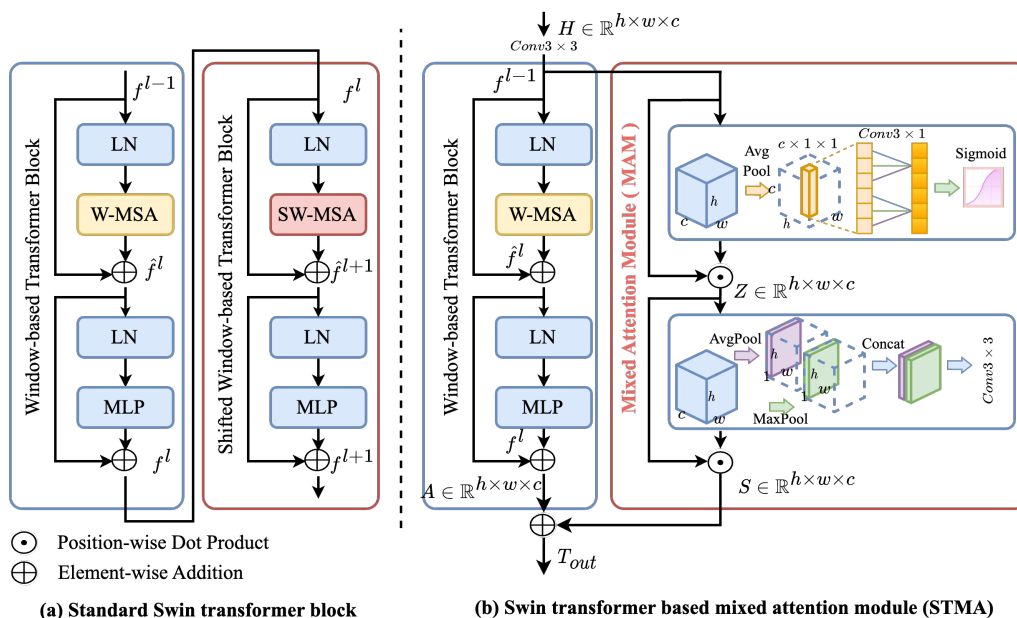 f^{l-1}
Window-based Transformer Block
LN
W-MSA
\hat{f}^l
LN
MLP
f^l
Shifted Window-based Transformer Block
f^l
LN
SW-MSA
\hat{f}^{l+1}
LN
MLP
f^{l+1}
⊙ Position-wise Dot Product
⊕ Element-wise Addition
(a) Standard Swin transformer block
H ∈ ℝ^{h×w×c}
Conv3 × 3
f^{l-1}
Window-based Transformer Block
LN
W-MSA
\hat{f}^l
LN
MLP
f^l
A ∈ ℝ^{h×w×c}
T_{out}
Mixed Attention Module ( MAM )
c
h
w
Avg
Pool
c × 1 × 1
c
h
w
Conv3 × 1
Sigmoid
Z ∈ ℝ^{h×w×c}
c
h
w
AvgPool
MaxPool
h
w
1
h
w
1
Concat
Conv3 × 3
S ∈ ℝ^{h×w×c}
(b) Swin transformer based mixed attention module (STMA)